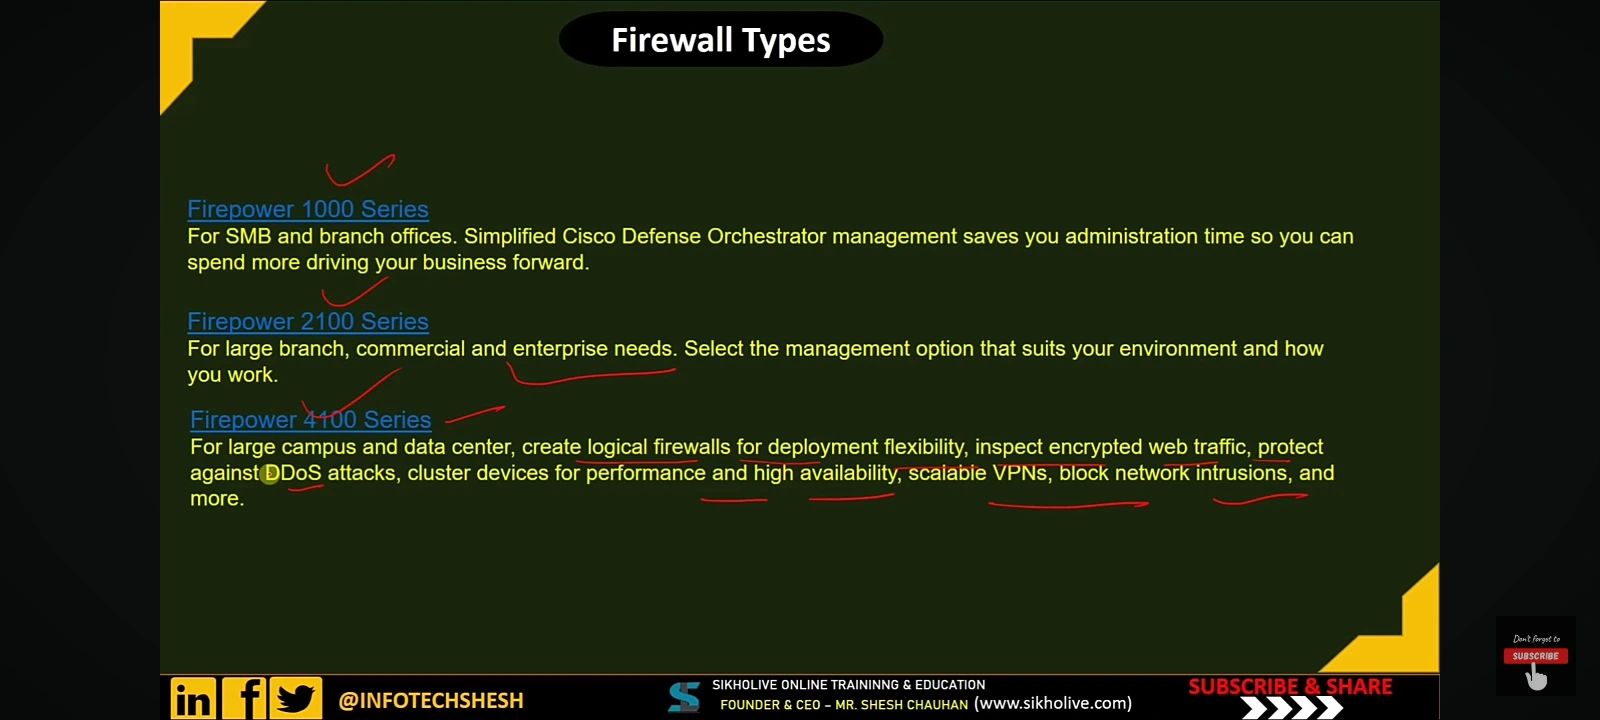 Firewall Types
Firepower 1000 Series
For SMB and branch offices. Simplified Cisco Defense Orchestrator management saves you administration time so you can
spend more driving your business forward.
Firepower 2100 Series
For large branch, commercial and enterprise needs. Select the management option that suits your environment and how
you work.
Firepower 4100 Series
For large campus and data center, create logical firewalls for deployment flexibility, inspect encrypted web traffic, protect
against DDoS attacks, cluster devices for performance and high availability, scalable VPNs, block network intrusions, and
more.
Don't forget to
SUBSCRIBE
in f
@INFOTECHSHESH
SIKHOLIVE ONLINE TRAININNG & EDUCATION
FOUNDER & CEO – MR. SHESH CHAUHAN (www.sikholive.com)
SUBSCRIBE & SHARE